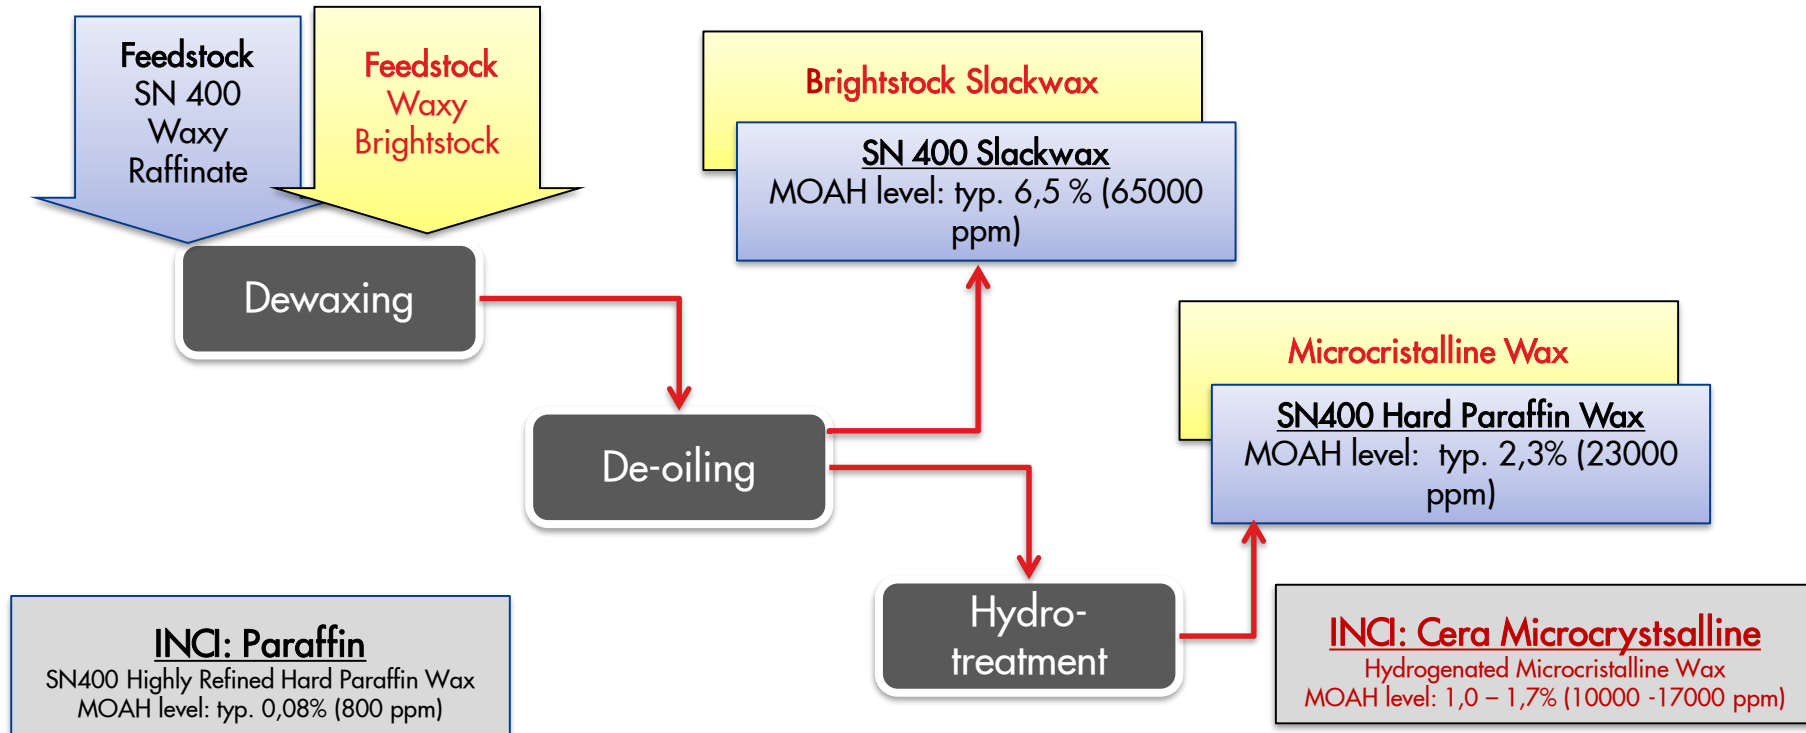 Feedstock
SN 400
Waxy
Raffinate
Feedstock
Waxy
Brightstock
Brightstock Slackwax
SN 400 Slackwax
MOAH level: typ. 6,5 % (65000
ppm)
Dewaxing
Microcristalline Wax
SN400 Hard Paraffin Wax
MOAH level: typ. 2,3% (23000
ppm)
De-oiling
Hydro-
treatment
INCI: Paraffin
SN400 Highly Refined Hard Paraffin Wax
MOAH level: typ. 0,08% (800 ppm)
INCI: Cera Microcrystsalline
Hydrogenated Microcristalline Wax
MOAH level: 1,0 – 1,7% (10000 -17000 ppm)